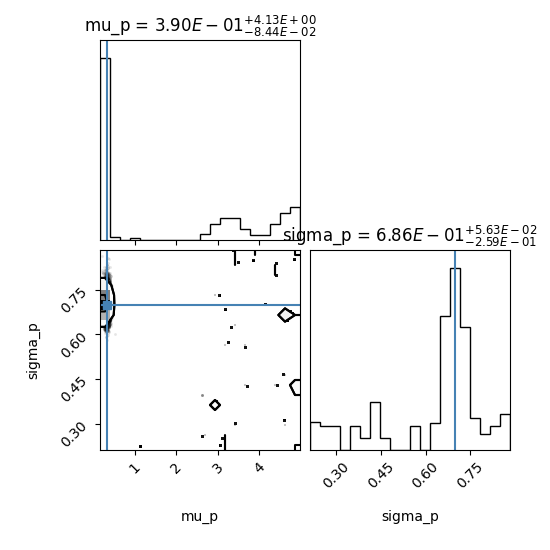 mu_p = 3.90E − 01+4.13E+00−8.44E−02
sigma_p = 6.86E − 01+5.63E−02−2.59E−01
sigma_p
0.75
0.60
0.45
0.30
1 2 3 4
0.30 0.45 0.60 0.75
mu_p
sigma_p